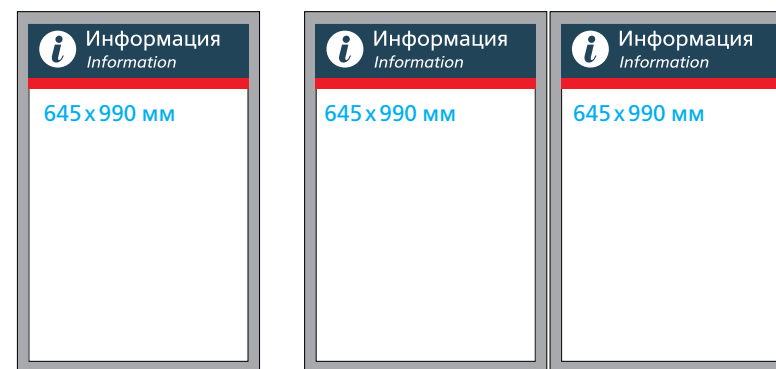 i Информация
Information
645 x 990 мм
i Информация
Information
645 x 990 мм
i Информация
Information
645 x 990 мм